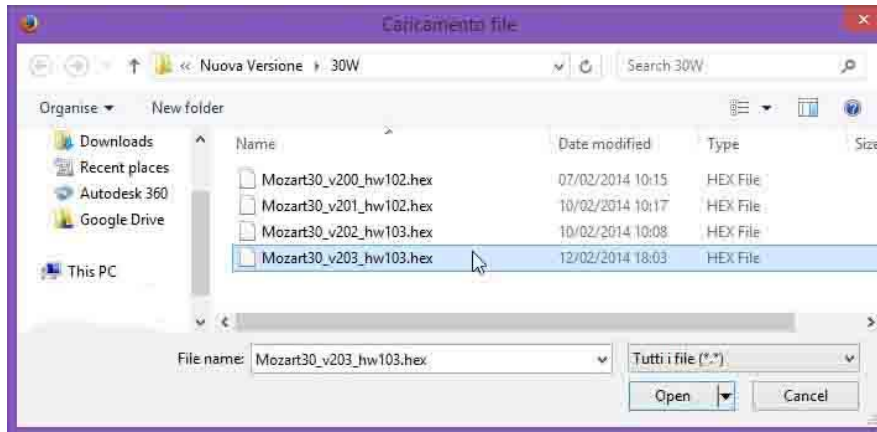 Caricamento file
« Nuova Versione 30W
Search 30W
Organise New folder
Name Date modified Type Size
Downloads
Recent places
Autodesk 360
Google Drive
This PC
Mozart30_v200_hw102.hex 07/02/2014 10:15 HEX File
Mozart30_v201_hw102.hex 10/02/2014 10:17 HEX File
Mozart30_v202_hw103.hex 10/02/2014 10:08 HEX File
Mozart30_v203_hw103.hex 12/02/2014 18:03 HEX File
File name: Mozart30_v203_hw103.hex Tutti i file (*.*)
Open Cancel